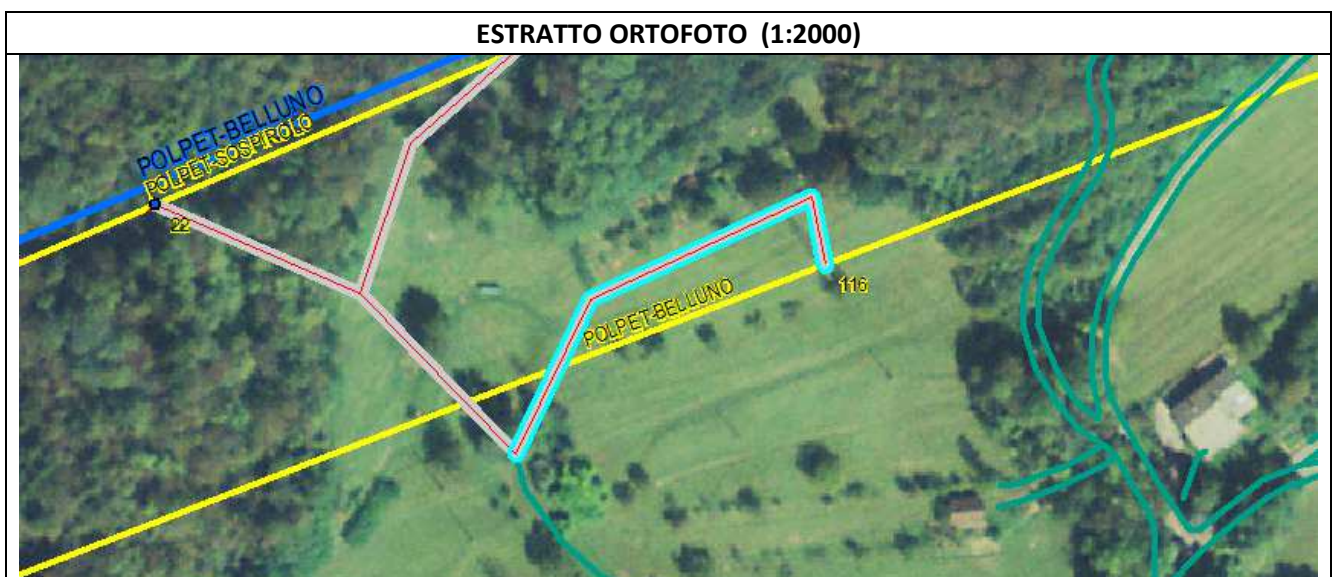 ESTRATTO ORTOFOTO (1:2000)
POLPET-BELLUNO
POLPET-SOSPIROLO
22
POLPET-BELLUNO
116